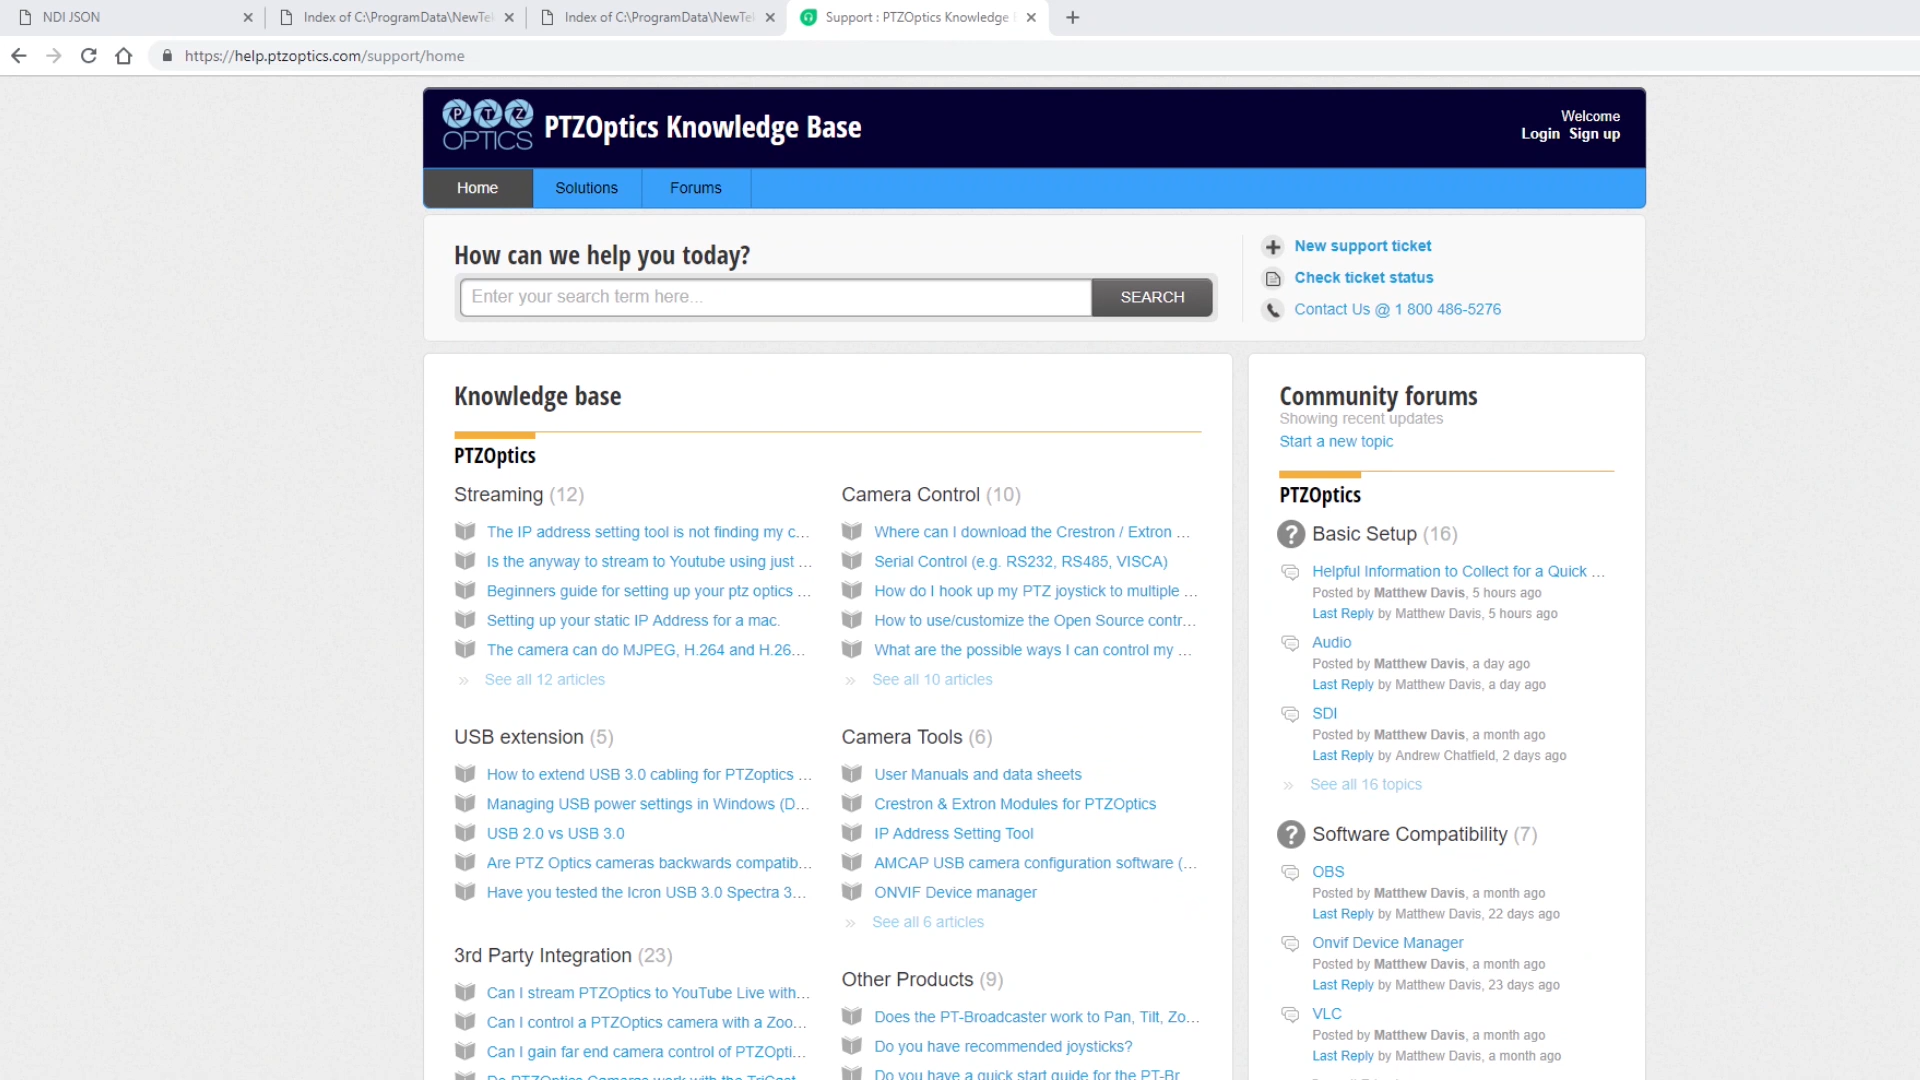 NDI JSON
Index of C:\ProgramData\NewTe
Index of C:\ProgramData\NewTe
Support : PTZOptics Knowledge
https://help.ptzoptics.com/support/home
PTZ
OPTICS
PTZOptics Knowledge Base
Welcome
Login Sign up
Home
Solutions
Forums
How can we help you today?
Enter your search term here...
SEARCH
New support ticket
Check ticket status
Contact Us @ 1 800 486-5276
Knowledge base
PTZOptics
Streaming (12)
The IP address setting tool is not finding my c...
Is the anyway to stream to Youtube using just ...
Beginners guide for setting up your ptz optics ...
Setting up your static IP Address for a mac.
The camera can do MJPEG, H.264 and H.26...
» See all 12 articles
Camera Control (10)
Where can I download the Crestron / Extron ...
Serial Control (e.g. RS232, RS485, VISCA)
How do I hook up my PTZ joystick to multiple ...
How to use/customize the Open Source contr...
What are the possible ways I can control my ...
» See all 10 articles
USB extension (5)
How to extend USB 3.0 cabling for PTZoptics ...
Managing USB power settings in Windows (D...
USB 2.0 vs USB 3.0
Are PTZ Optics cameras backwards compatib...
Have you tested the Icron USB 3.0 Spectra 3...
Camera Tools (6)
User Manuals and data sheets
Crestron & Extron Modules for PTZOptics
IP Address Setting Tool
AMCAP USB camera configuration software (...
ONVIF Device manager
» See all 6 articles
3rd Party Integration (23)
Can I stream PTZOptics to YouTube Live with...
Can I control a PTZOptics camera with a Zoo...
Can I gain far end camera control of PTZOpti...
Do PTZOptics Cameras work with the TriCast
Other Products (9)
Does the PT-Broadcaster work to Pan, Tilt, Zo...
Do you have recommended joysticks?
Do you have a quick start guide for the PT-Br
Community forums
Showing recent updates
Start a new topic
PTZOptics
? Basic Setup (16)
Helpful Information to Collect for a Quick ...
Posted by Matthew Davis, 5 hours ago
Last Reply by Matthew Davis, 5 hours ago
Audio
Posted by Matthew Davis, a day ago
Last Reply by Matthew Davis, a day ago
SDI
Posted by Matthew Davis, a month ago
Last Reply by Andrew Chatfield, 2 days ago
» See all 16 topics
? Software Compatibility (7)
OBS
Posted by Matthew Davis, a month ago
Last Reply by Matthew Davis, 22 days ago
Onvif Device Manager
Posted by Matthew Davis, a month ago
Last Reply by Matthew Davis, 23 days ago
VLC
Posted by Matthew Davis, a month ago
Last Reply by Matthew Davis, a month ago